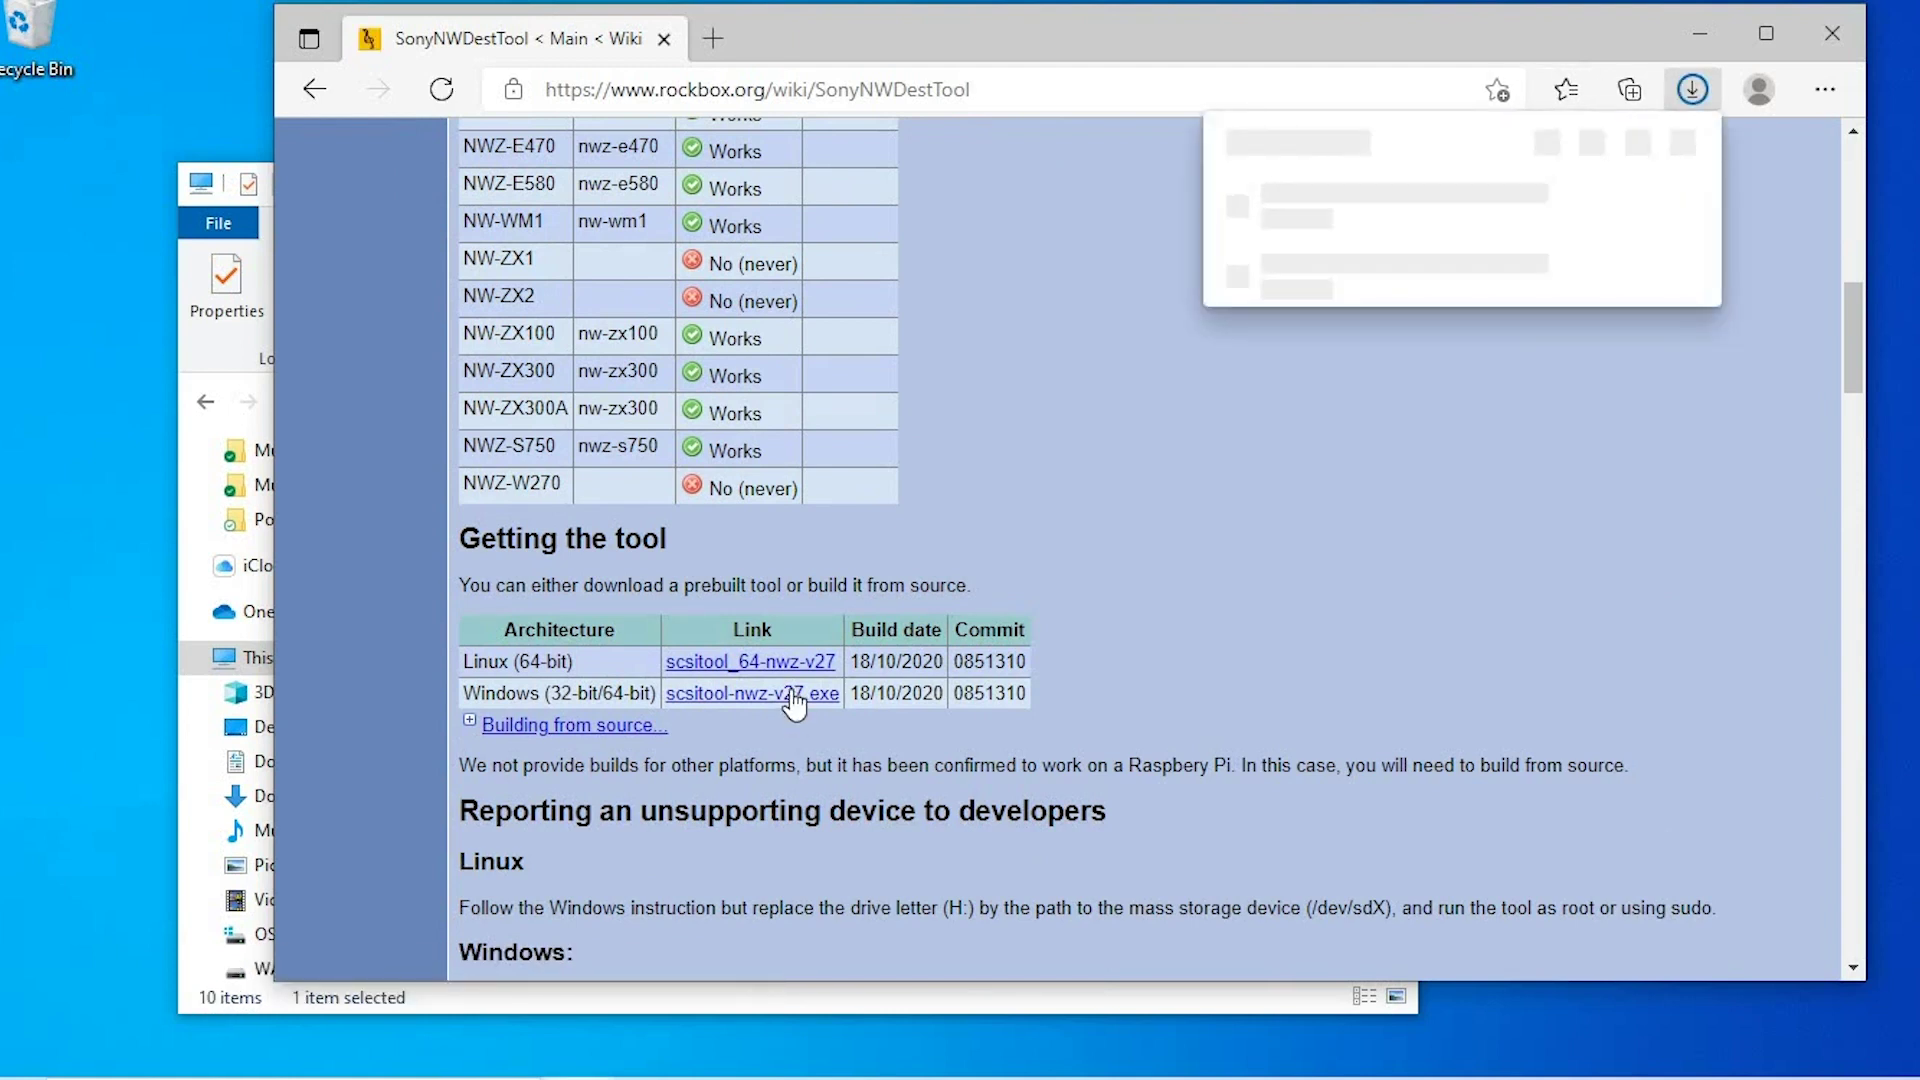 ecycle Bin
SonyNWDestTool < Main < Wiki
https://www.rockbox.org/wiki/SonyNWDestTool
File
Properties
Lo
Mu
Mu
Po
iClo
One
This
3D
De
Do
Do
Mu
Pic
Vid
OS
WA
10 items 1 item selected
Works
NWZ-E470 nwz-e470 Works
NWZ-E580 nwz-e580 Works
NW-WM1 nw-wm1 Works
NW-ZX1 No (never)
NW-ZX2 No (never)
NW-ZX100 nw-zx100 Works
NW-ZX300 nw-zx300 Works
NW-ZX300A nw-zx300 Works
NWZ-S750 nwz-s750 Works
NWZ-W270 No (never)
Getting the tool
You can either download a prebuilt tool or build it from source.
Architecture Link Build date Commit
Linux (64-bit) scsitool_64-nwz-v27 18/10/2020 0851310
Windows (32-bit/64-bit) scsitool-nwz-v27.exe 18/10/2020 0851310
Building from source...
We not provide builds for other platforms, but it has been confirmed to work on a Raspbery Pi. In this case, you will need to build from source.
Reporting an unsupporting device to developers
Linux
Follow the Windows instruction but replace the drive letter (H:) by the path to the mass storage device (/dev/sdX), and run the tool as root or using sudo.
Windows: